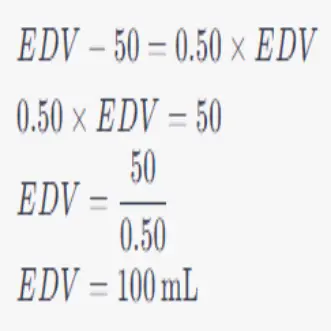 EDV − 50 = 0.50 × EDV
0.50 × EDV = 50
EDV = 50/0.50
EDV = 100 mL